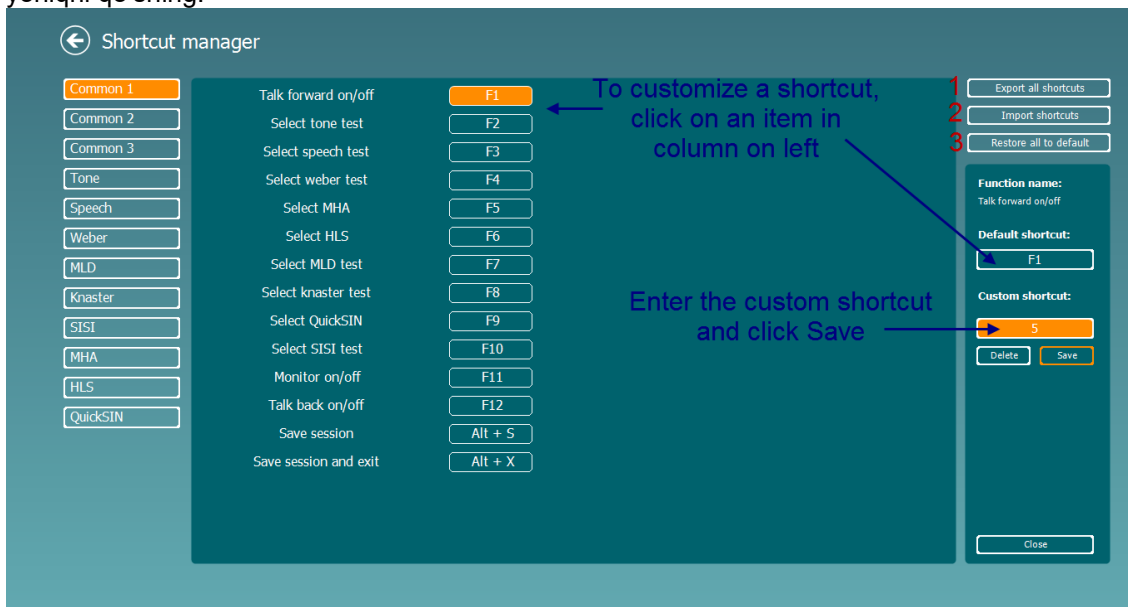 yoniqni qo'shing.
Shortcut manager
Common 1
Common 2
Common 3
Tone
Speech
Weber
MLD
Knaster
SISI
MHA
HLS
QuickSIN
Talk forward on/off F1
Select tone test F2
Select speech test F3
Select weber test F4
Select MHA F5
Select HLS F6
Select MLD test F7
Select knaster test F8
Select QuickSIN F9
Select SISI test F10
Monitor on/off F11
Talk back on/off F12
Save session Alt + S
Save session and exit Alt + X
To customize a shortcut,
click on an item in
column on left
Enter the custom shortcut
and click Save
1 Export all shortcuts
2 Import shortcuts
3 Restore all to default
Function name:
Talk forward on/off
Default shortcut:
F1
Custom shortcut:
5
Delete Save
Close